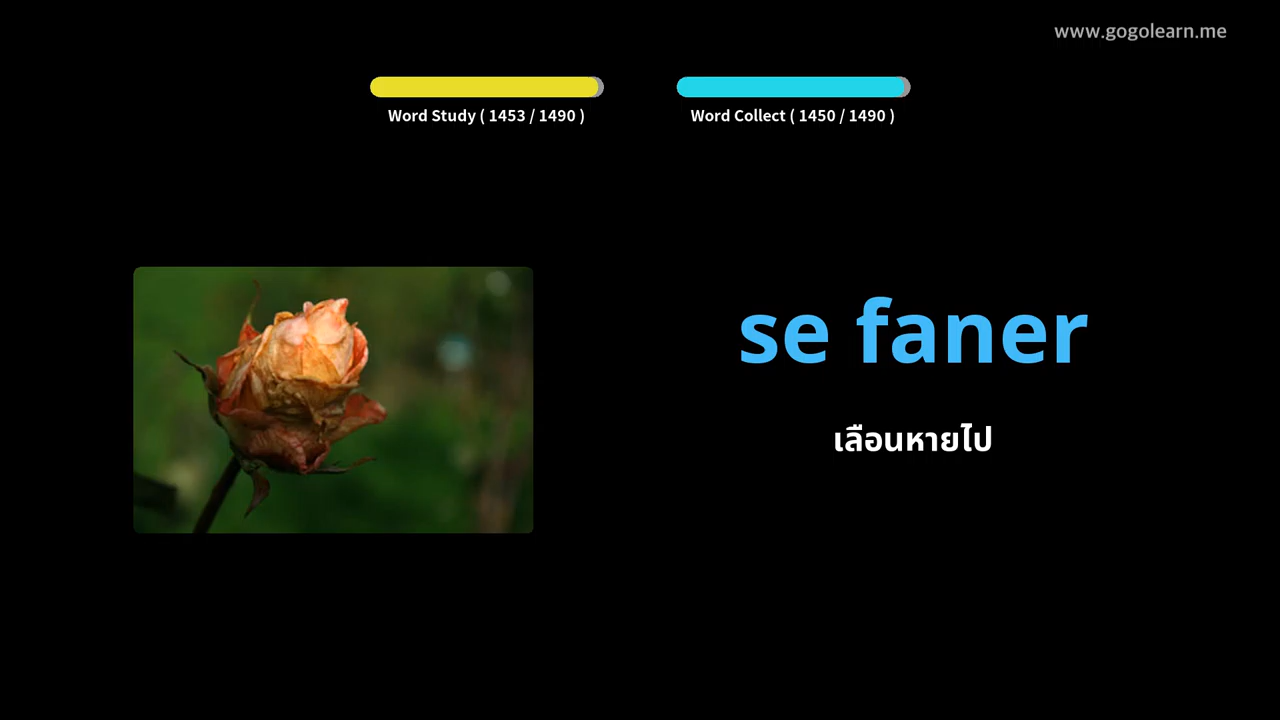 www.gogolearn.me
Word Study ( 1453 / 1490 )
Word Collect ( 1450 / 1490 )
se faner
เลือนหายไป